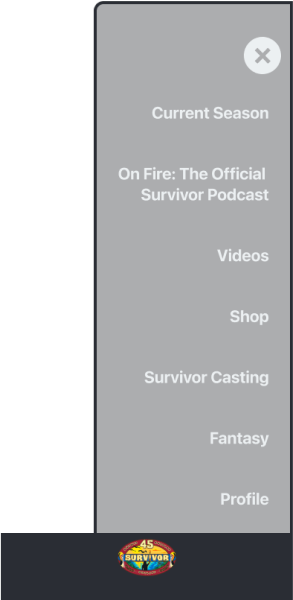 Current Season
On Fire: The Official
Survivor Podcast
Videos
Shop
Survivor Casting
Fantasy
Profile
45
SURVIVOR